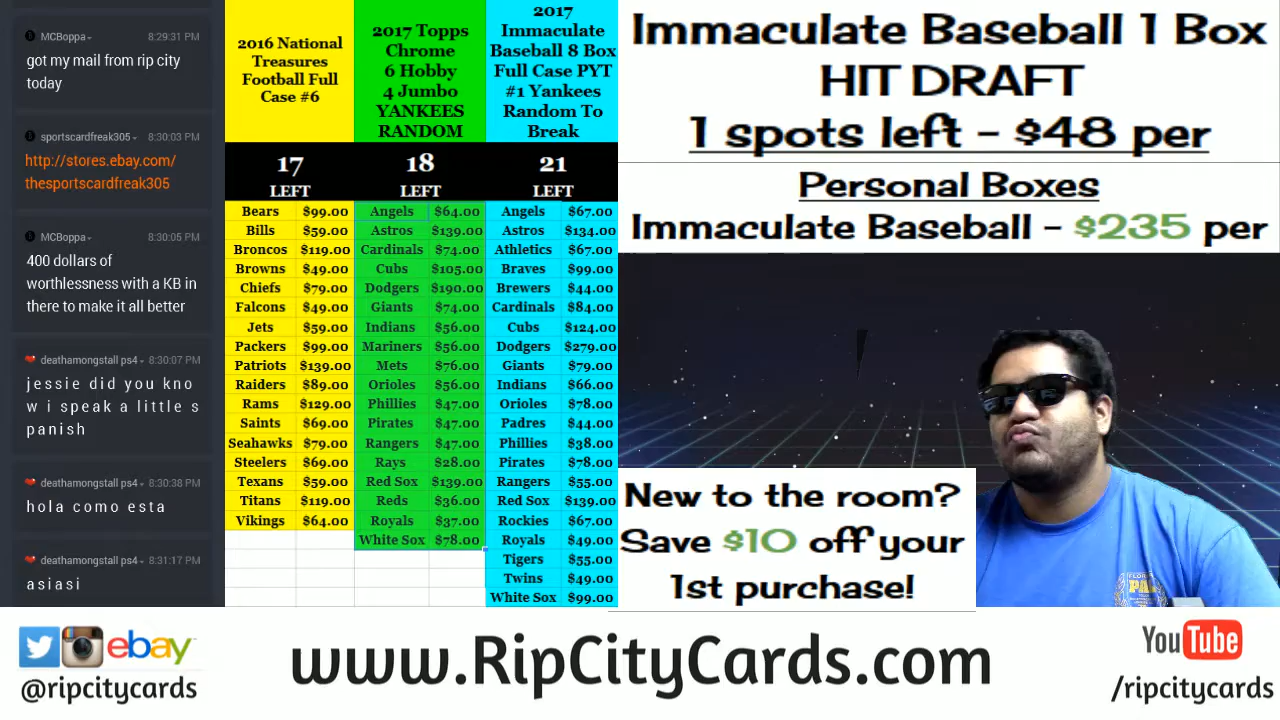 MCBoppa 8:29:31 PM
got my mail from rip city
today
sportscardfreak305 8:30:03 PM
http://stores.ebay.com/
thesportscardfreak305
MCBoppa 8:30:05 PM
400 dollars of
worthlessness with a KB in
there to make it all better
deathamongstall ps4 8:30:07 PM
jessie did you kno
w i speak a little s
panish
deathamongstall ps4 8:30:38 PM
hola como esta
deathamongstall ps4 8:31:17 PM
asiasi
2016 National
Treasures
Football Full
Case #6
17
LEFT
Bears $99.00
Bills $59.00
Broncos $119.00
Browns $49.00
Chiefs $79.00
Falcons $49.00
Jets $59.00
Packers $99.00
Patriots $139.00
Raiders $89.00
Rams $129.00
Saints $69.00
Seahawks $79.00
Steelers $69.00
Texans $59.00
Titans $119.00
Vikings $64.00
2017 Topps
Chrome
6 Hobby
4 Jumbo
YANKEES
RANDOM
18
LEFT
Angels $64.00
Astros $139.00
Cardinals $74.00
Cubs $105.00
Dodgers $190.00
Giants $74.00
Indians $56.00
Mariners $56.00
Mets $76.00
Orioles $56.00
Phillies $47.00
Pirates $47.00
Rangers $47.00
Rays $28.00
Red Sox $139.00
Reds $36.00
Royals $37.00
White Sox $78.00
2017
Immaculate
Baseball 8 Box
Full Case PYT
#1 Yankees
Random To
Break
21
LEFT
Angels $67.00
Astros $134.00
Athletics $67.00
Braves $99.00
Brewers $44.00
Cardinals $84.00
Cubs $124.00
Dodgers $279.00
Giants $79.00
Indians $66.00
Orioles $78.00
Padres $44.00
Phillies $38.00
Pirates $78.00
Rangers $55.00
Red Sox $139.00
Rockies $67.00
Royals $49.00
Tigers $55.00
Twins $49.00
White Sox $99.00
Immaculate Baseball 1 Box
HIT DRAFT
1 spots left - $48 per
Personal Boxes
Immaculate Baseball - $235 per
New to the room?
Save $10 off your
1st purchase!
ebay
@ripcitycards
www.RipCityCards.com
YouTube
/ripcitycards